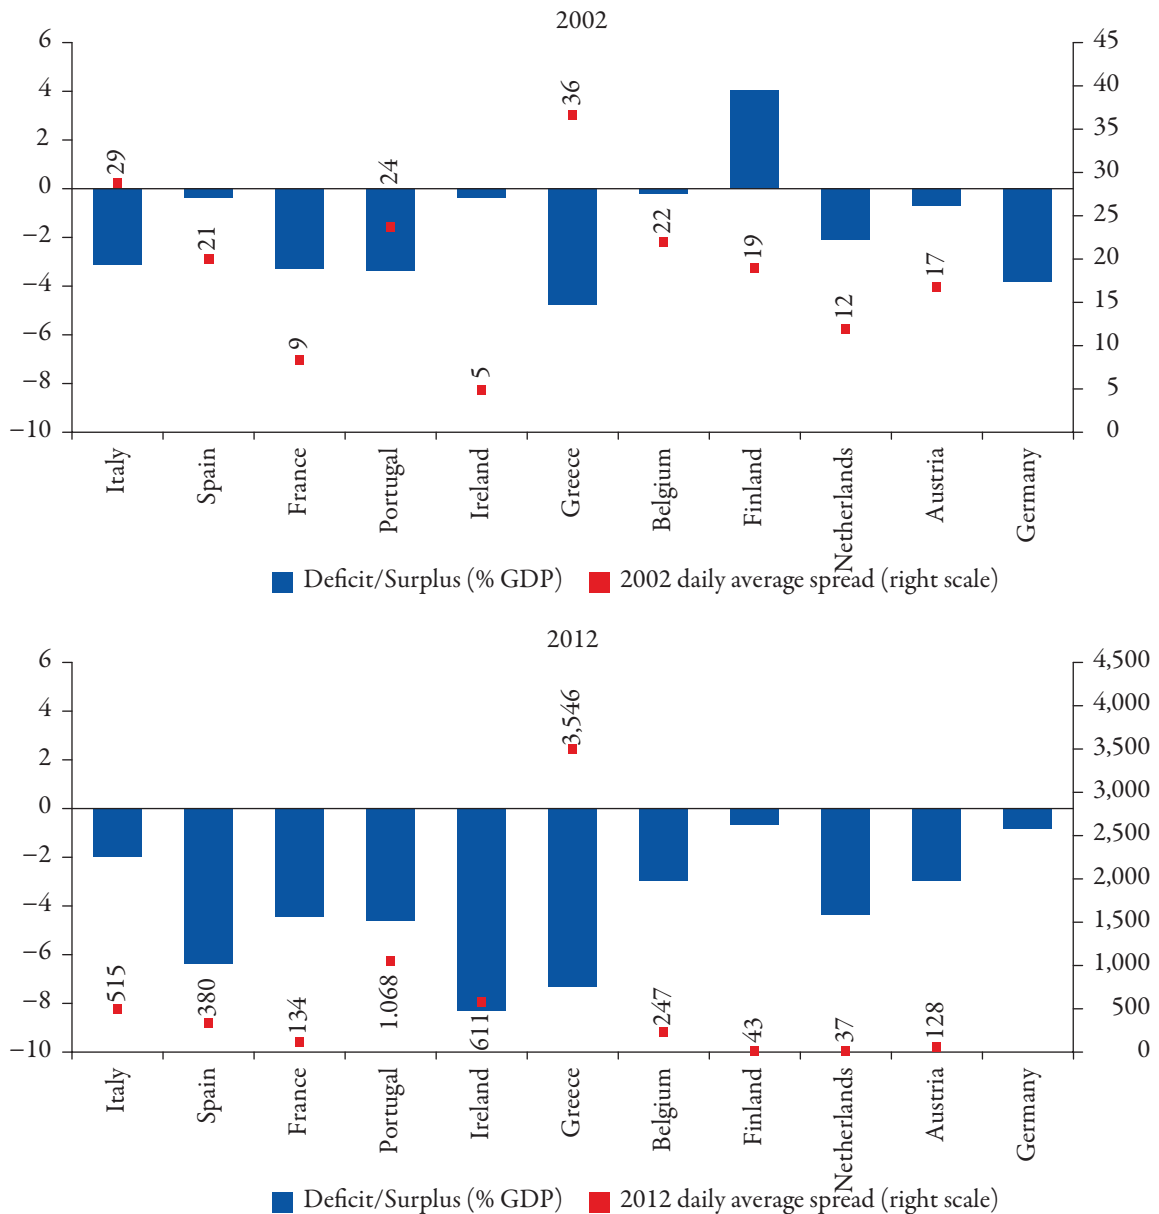 2002
6
4
2
0
−2
−4
−6
−8
−10
45
40
35
30
25
20
15
10
5
0
29
21
9
24
5
36
22
19
12
17
Italy
Spain
France
Portugal
Ireland
Greece
Belgium
Finland
Netherlands
Austria
Germany
Deficit/Surplus (% GDP)
2002 daily average spread (right scale)
2012
6
4
2
0
−2
−4
−6
−8
−10
4,500
4,000
3,500
3,000
2,500
2,000
1,500
1,000
500
0
515
380
134
1.068
611
3,546
247
43
37
128
Italy
Spain
France
Portugal
Ireland
Greece
Belgium
Finland
Netherlands
Austria
Germany
Deficit/Surplus (% GDP)
2012 daily average spread (right scale)